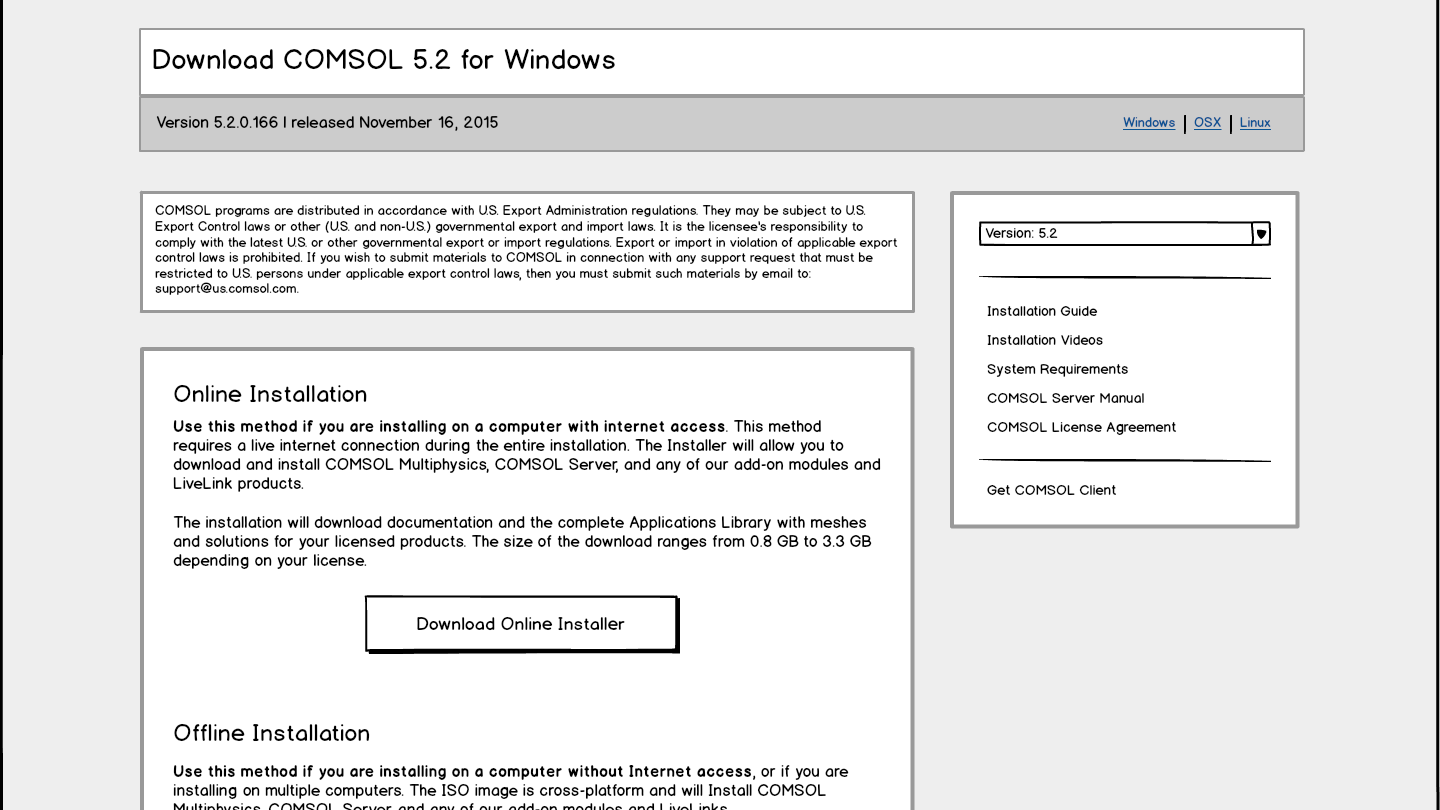 Download COMSOL 5.2 for Windows
Version 5.2.0.166 | released November 16, 2015
Windows | OSX | Linux
COMSOL programs are distributed in accordance with U.S. Export Administration regulations. They may be subject to U.S.
Export Control laws or other (U.S. and non-U.S.) governmental export and import laws. It is the licensee's responsibility to
comply with the latest U.S. or other governmental export or import regulations. Export or import in violation of applicable export
control laws is prohibited. If you wish to submit materials to COMSOL in connection with any support request that must be
restricted to U.S. persons under applicable export control laws, then you must submit such materials by email to:
support@us.comsol.com.
Online Installation
Use this method if you are installing on a computer with internet access. This method
requires a live internet connection during the entire installation. The Installer will allow you to
download and install COMSOL Multiphysics, COMSOL Server, and any of our add-on modules and
LiveLink products.
The installation will download documentation and the complete Applications Library with meshes
and solutions for your licensed products. The size of the download ranges from 0.8 GB to 3.3 GB
depending on your license.
Download Online Installer
Offline Installation
Use this method if you are installing on a computer without Internet access, or if you are
installing on multiple computers. The ISO image is cross-platform and will Install COMSOL
Multiphysics, COMSOL Server, and any of our add-on modules and LiveLinks
Version: 5.2
Installation Guide
Installation Videos
System Requirements
COMSOL Server Manual
COMSOL License Agreement
Get COMSOL Client